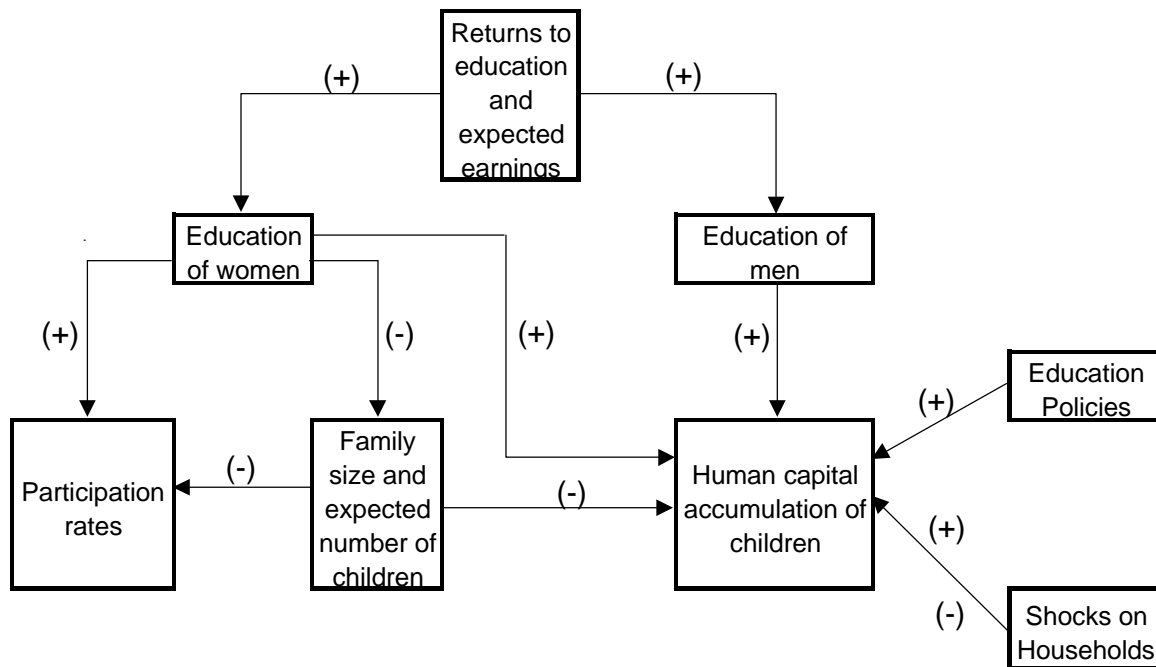 Returns to
education
and
expected
earnings
(+)
(+)
Education
of women
Education of
men
(+)
(-)
(+)
(+)
Education
Policies
(+)
Participation
rates
(-)
Family
size and
expected
number of
children
(-)
Human capital
accumulation of
children
(+)
(-)
Shocks on
Households